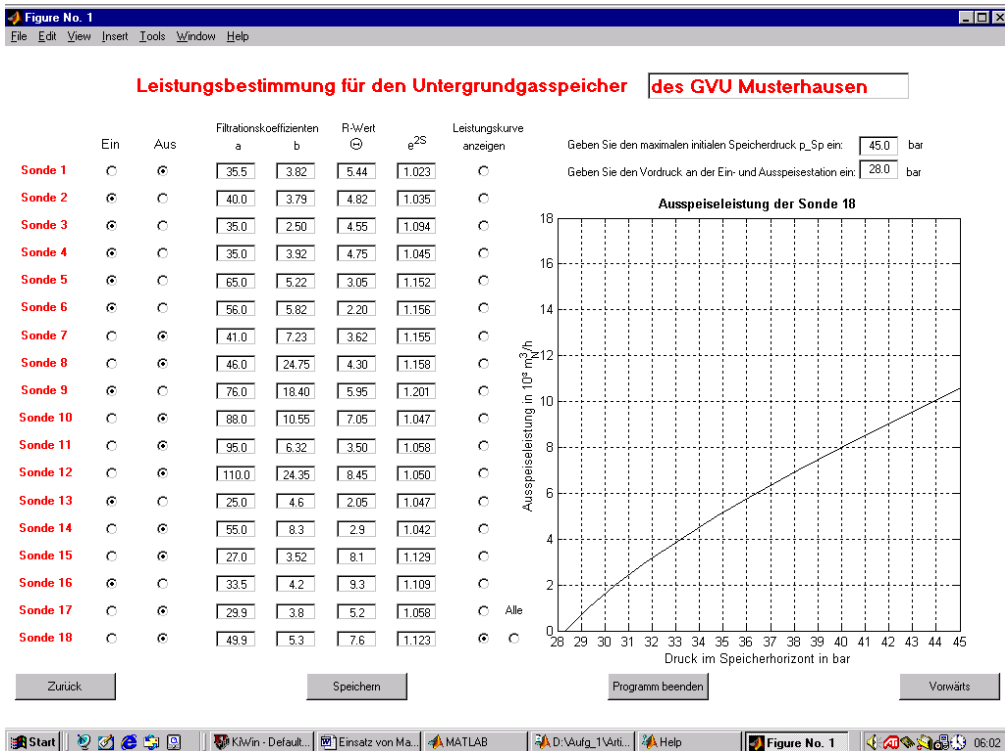 Figure No. 1
File Edit View Insert Tools Window Help
Leistungsbestimmung für den Untergrundgasspeicher des GVU Musterhausen
Filtrationskoeffizienten R-Wert Leistungskurve
Ein Aus a b Θ e2S anzeigen
Geben Sie den maximalen initialen Speicherdruck p_Sp ein: 45.0 bar
Geben Sie den Vordruck an der Ein- und Ausspeisestation ein: 28.0 bar
Sonde 1 35.5 3.82 5.44 1.023
Sonde 2 40.0 3.79 4.82 1.035
Sonde 3 35.0 2.50 4.55 1.094
Sonde 4 35.0 3.92 4.75 1.045
Sonde 5 65.0 5.22 3.05 1.152
Sonde 6 56.0 5.82 2.20 1.156
Sonde 7 41.0 7.23 3.62 1.155
Sonde 8 46.0 24.75 4.30 1.158
Sonde 9 76.0 18.40 5.95 1.201
Sonde 10 88.0 10.55 7.05 1.047
Sonde 11 95.0 6.32 3.50 1.058
Sonde 12 110.0 24.35 8.45 1.050
Sonde 13 25.0 4.6 2.05 1.047
Sonde 14 55.0 8.3 2.9 1.042
Sonde 15 27.0 3.52 8.1 1.129
Sonde 16 33.5 4.2 9.3 1.109
Sonde 17 29.9 3.8 5.2 1.058 Alle
Sonde 18 49.9 5.3 7.6 1.123
Ausspeiseleistung der Sonde 18
18
16
14
12
10
8
6
4
2
0
Ausspeiseleistung in 10³ m³N/h
28 29 30 31 32 33 34 35 36 37 38 39 40 41 42 43 44 45
Druck im Speicherhorizont in bar
Zurück Speichern Programm beenden Vorwärts
Start KiWin - Default... Einsatz von Ma... MATLAB D:\Aufg_1\Arti... Help Figure No. 1 06:02